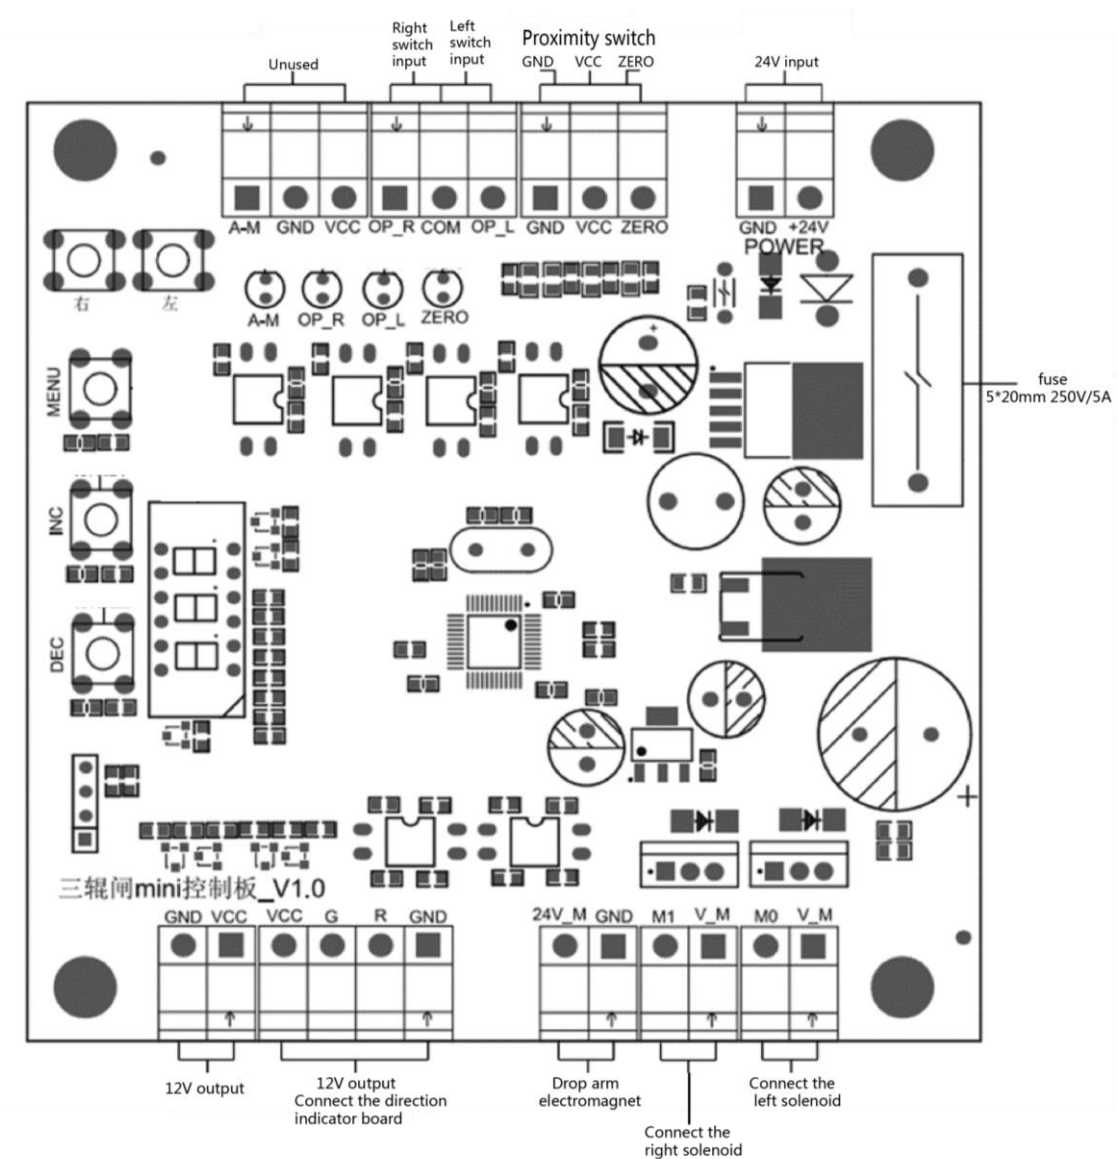 Unused
Right
switch
input
Left
switch
input
Proximity switch
GND VCC ZERO
24V input
A-M GND VCC OP_R COM OP_L GND VCC ZERO GND +24V
POWER
右 左
A-M OP_R OP_L ZERO
+
MENU
fuse
5*20mm 250V/5A
INC
DEC
+
三辊闸mini控制板_V1.0
GND VCC VCC G R GND 24V_M GND M1 V_M M0 V_M
12V output
12V output
Connect the direction
indicator board
Drop arm
electromagnet
Connect the
right solenoid
Connect the
left solenoid